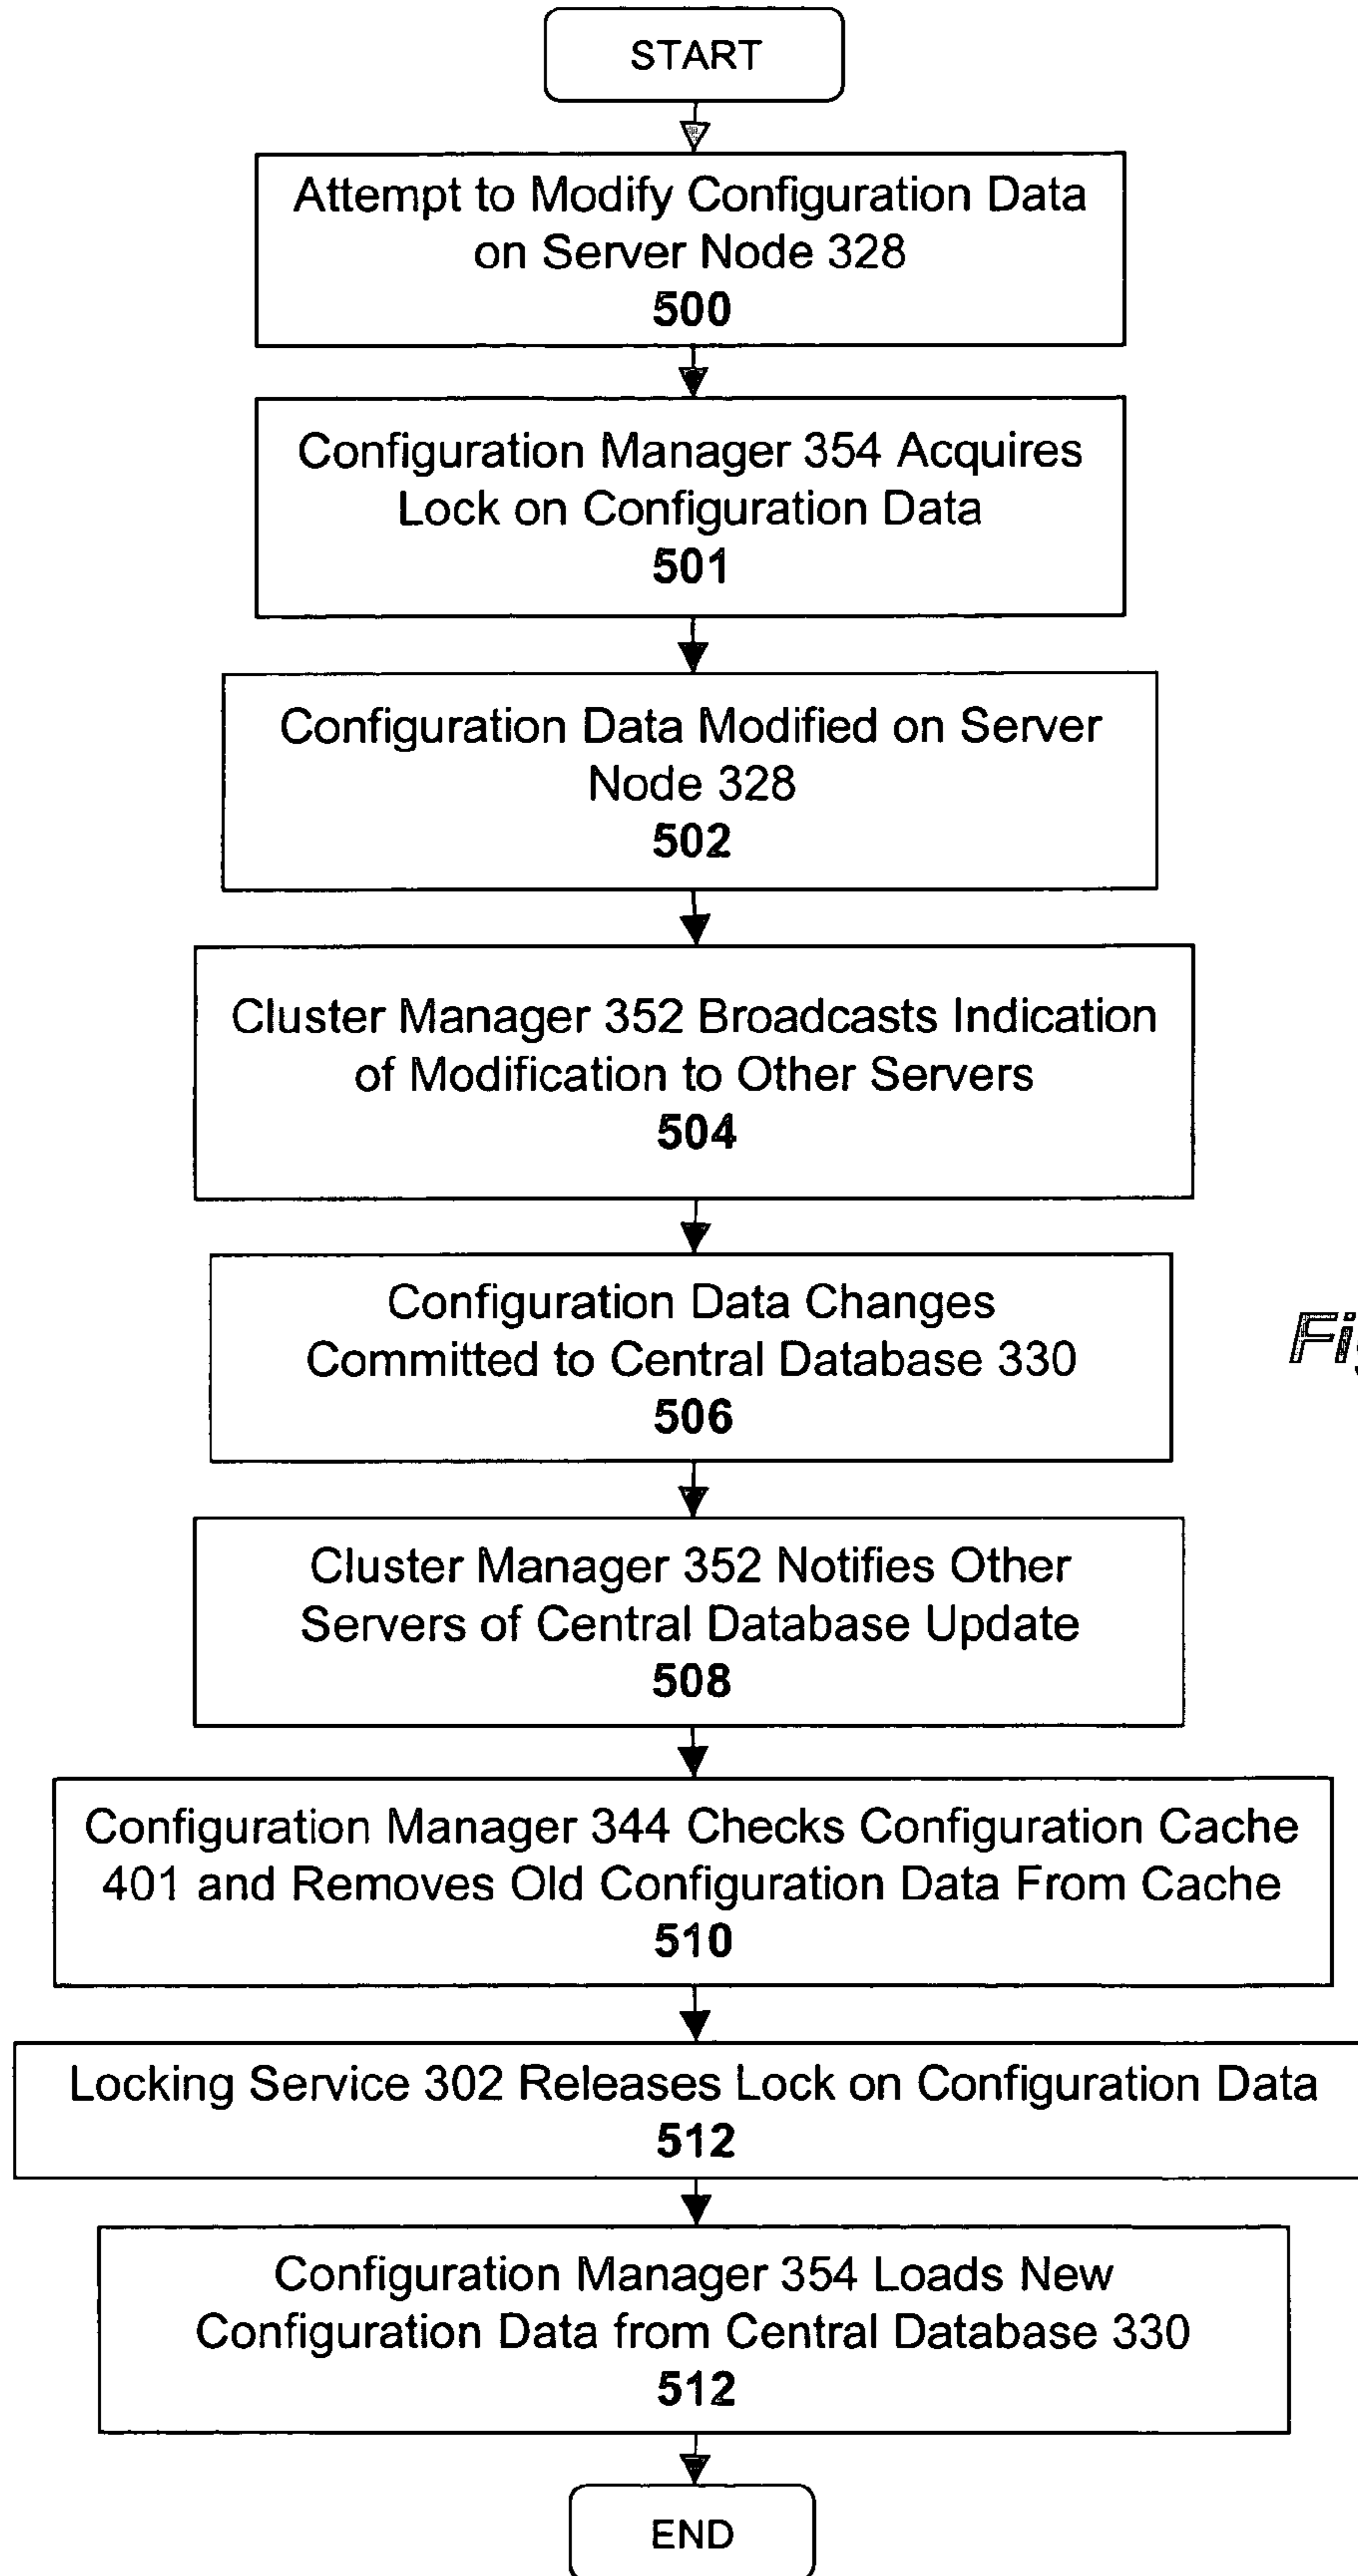 START
Attempt to Modify Configuration Data
on Server Node 328
500
Configuration Manager 354 Acquires
Lock on Configuration Data
501
Configuration Data Modified on Server
Node 328
502
Cluster Manager 352 Broadcasts Indication
of Modification to Other Servers
504
Configuration Data Changes
Committed to Central Database 330
506
Cluster Manager 352 Notifies Other
Servers of Central Database Update
508
Configuration Manager 344 Checks Configuration Cache
401 and Removes Old Configuration Data From Cache
510
Locking Service 302 Releases Lock on Configuration Data
512
Configuration Manager 354 Loads New
Configuration Data from Central Database 330
512
END